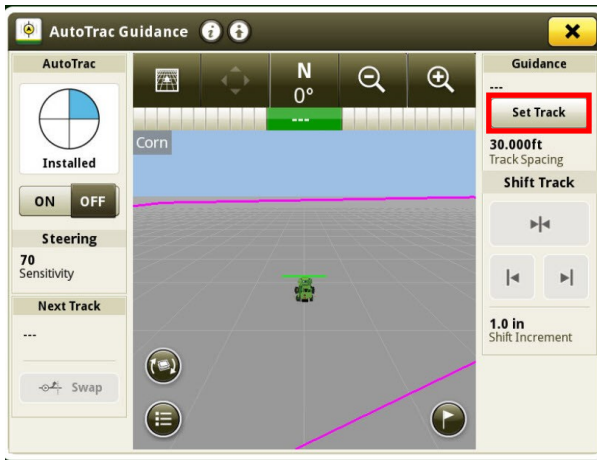 AutoTrac Guidance
AutoTrac
Installed
ON OFF
Steering
70
Sensitivity
Next Track
---
Swap
N
0°
---
Corn
Guidance
---
Set Track
30.000ft
Track Spacing
Shift Track
1.0 in
Shift Increment